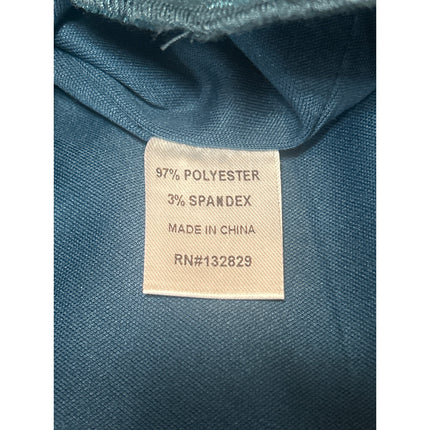 97% POLYESTER
3% SPANDEX
MADE IN CHINA
RN#132829